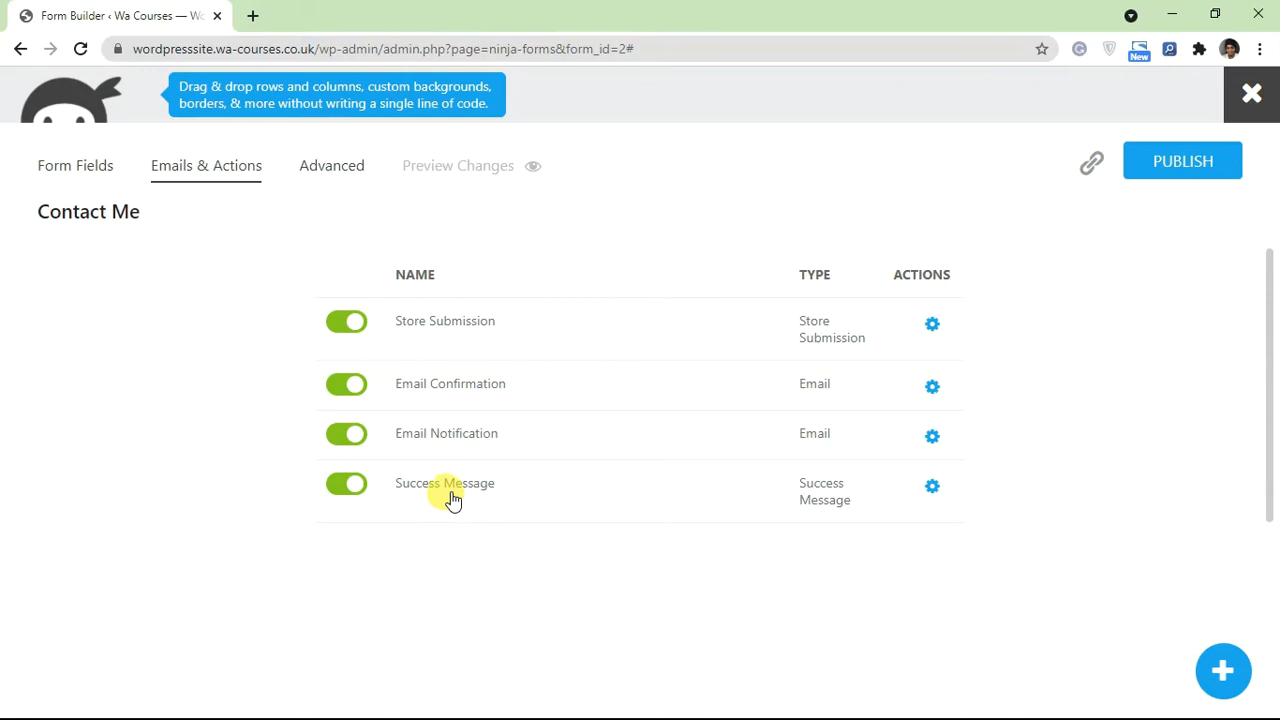 Form Builder ‹ Wa Courses — Wo
wordpresssite.wa-courses.co.uk/wp-admin/admin.php?page=ninja-forms&form_id=2#
New
Drag & drop rows and columns, custom backgrounds,
borders, & more without writing a single line of code.
Form Fields
Emails & Actions
Advanced
Preview Changes
PUBLISH
Contact Me
NAME TYPE ACTIONS
Store Submission Store
Submission
Email Confirmation Email
Email Notification Email
Success Message Success
Message